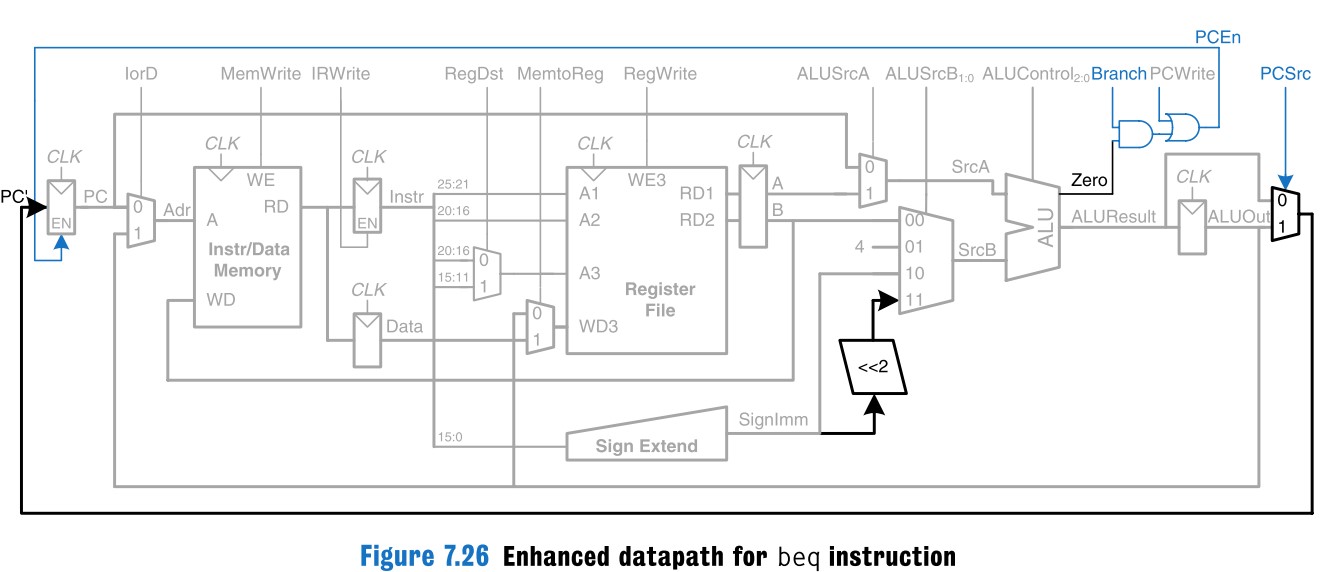 PCEn
IorD MemWrite IRWrite RegDst MemtoReg RegWrite ALUSrcA ALUSrcB1:0 ALUControl2:0 Branch PCWrite PCSrc
CLK CLK CLK CLK CLK CLK
PC' PC EN
0
1
Adr
WE
A RD
Instr/Data
Memory
WD
EN
Instr
25:21
20:16
20:16
15:11
0
1
CLK
Data
0
1
WE3
A1 RD1
A2 RD2
A3
Register
File
WD3
A
B
0
1
SrcA
00
4 01
10
11
SrcB
ALU
Zero
ALUResult
ALUOut
0
1
<<2
SignImm
15:0
Sign Extend
Figure 7.26 Enhanced datapath for beq instruction